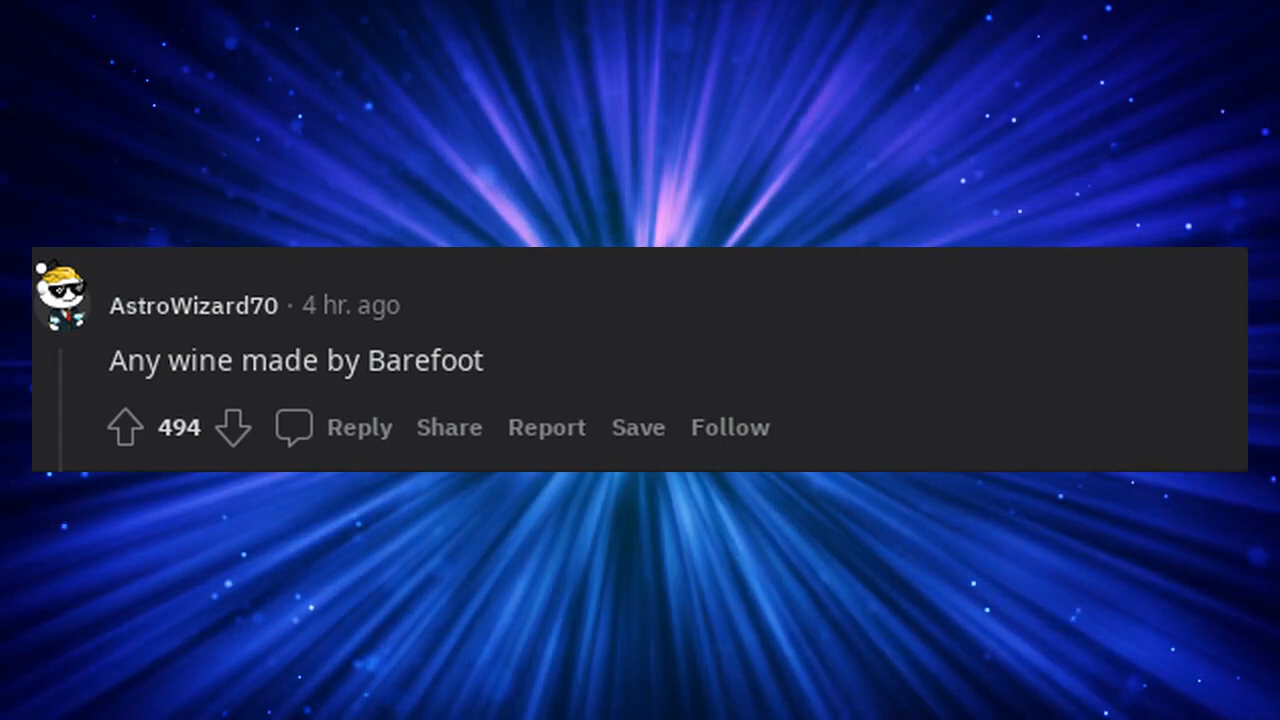 AstroWizard70 · 4 hr. ago
Any wine made by Barefoot
494 Reply Share Report Save Follow